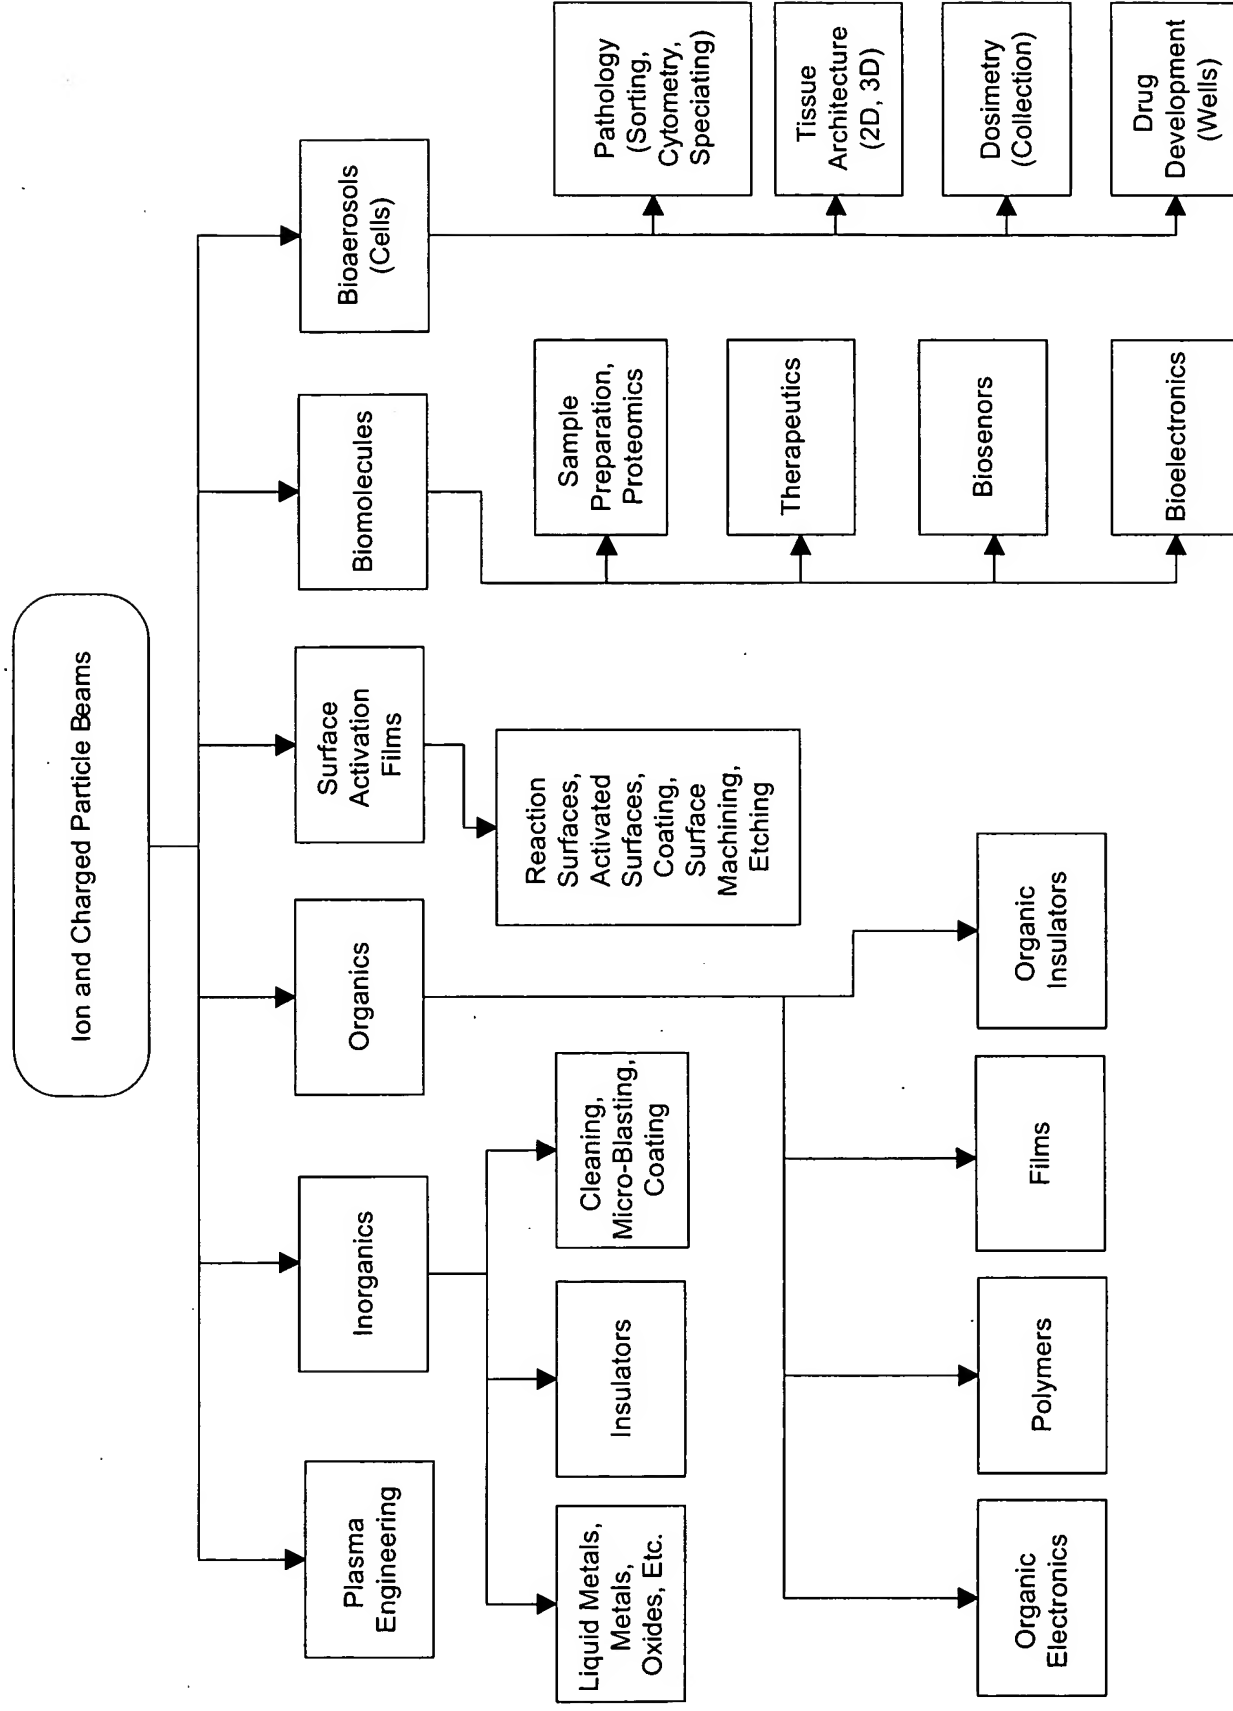 Ion and Charged Particle Beams
Plasma
Engineering
Inorganics
Organics
Surface
Activation
Films
Biomolecules
Bioaerosols
(Cells)
Liquid Metals,
Metals,
Oxides, Etc.
Insulators
Cleaning,
Micro-Blasting,
Coating
Organic
Electronics
Polymers
Films
Organic
Insulators
Reaction
Surfaces,
Activated
Surfaces,
Coating,
Surface
Machining,
Etching
Sample
Preparation,
Proteomics
Therapeutics
Biosenors
Bioelectronics
Pathology
(Sorting,
Cytometry,
Speciating)
Tissue
Architecture
(2D, 3D)
Dosimetry
(Collection)
Drug
Development
(Wells)